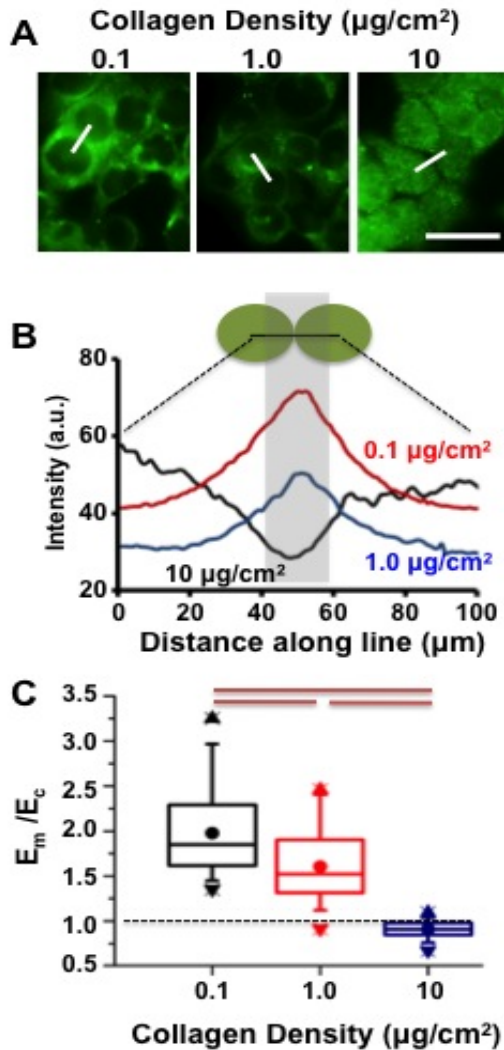 A
Collagen Density (µg/cm²)
0.1 1.0 10
B
80
60
40
20
Intensity (a.u.)
0.1 µg/cm²
1.0 µg/cm²
10 µg/cm²
0 20 40 60 80 100
Distance along line (µm)
C
3.5
3.0
2.5
2.0
1.5
1.0
0.5
Eₘ /E꜀
0.1 1.0 10
Collagen Density (µg/cm²)